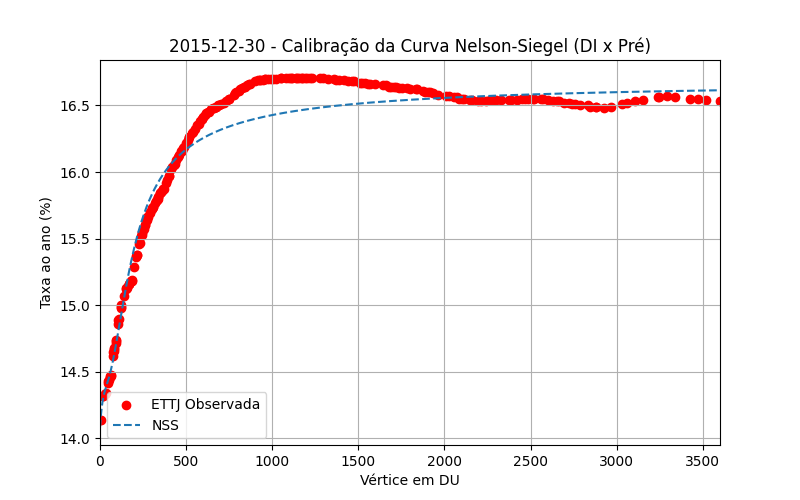 2015-12-30 - Calibração da Curva Nelson-Siegel (DI x Pré)
Taxa ao ano (%)
16.5
16.0
15.5
15.0
14.5
14.0
ETTJ Observada
NSS
0 500 1000 1500 2000 2500 3000 3500
Vértice em DU